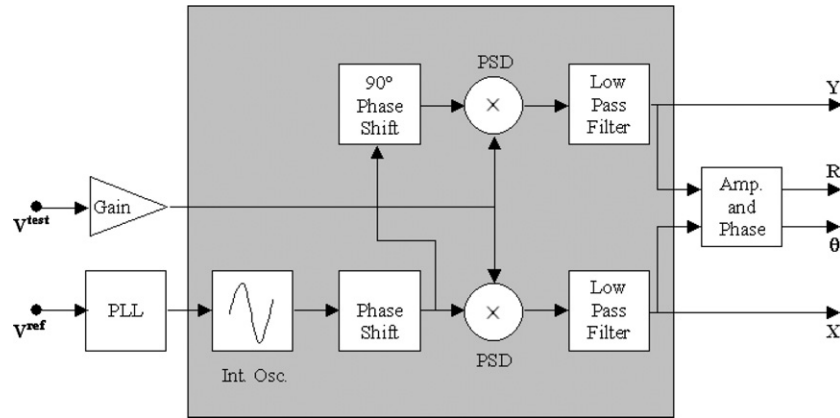 PSD
90°
Phase
Shift
×
Low
Pass
Filter
Y
Gain
V^test
Amp.
and
Phase
R
θ
V^ref
PLL
Int. Osc.
Phase
Shift
×
PSD
Low
Pass
Filter
X